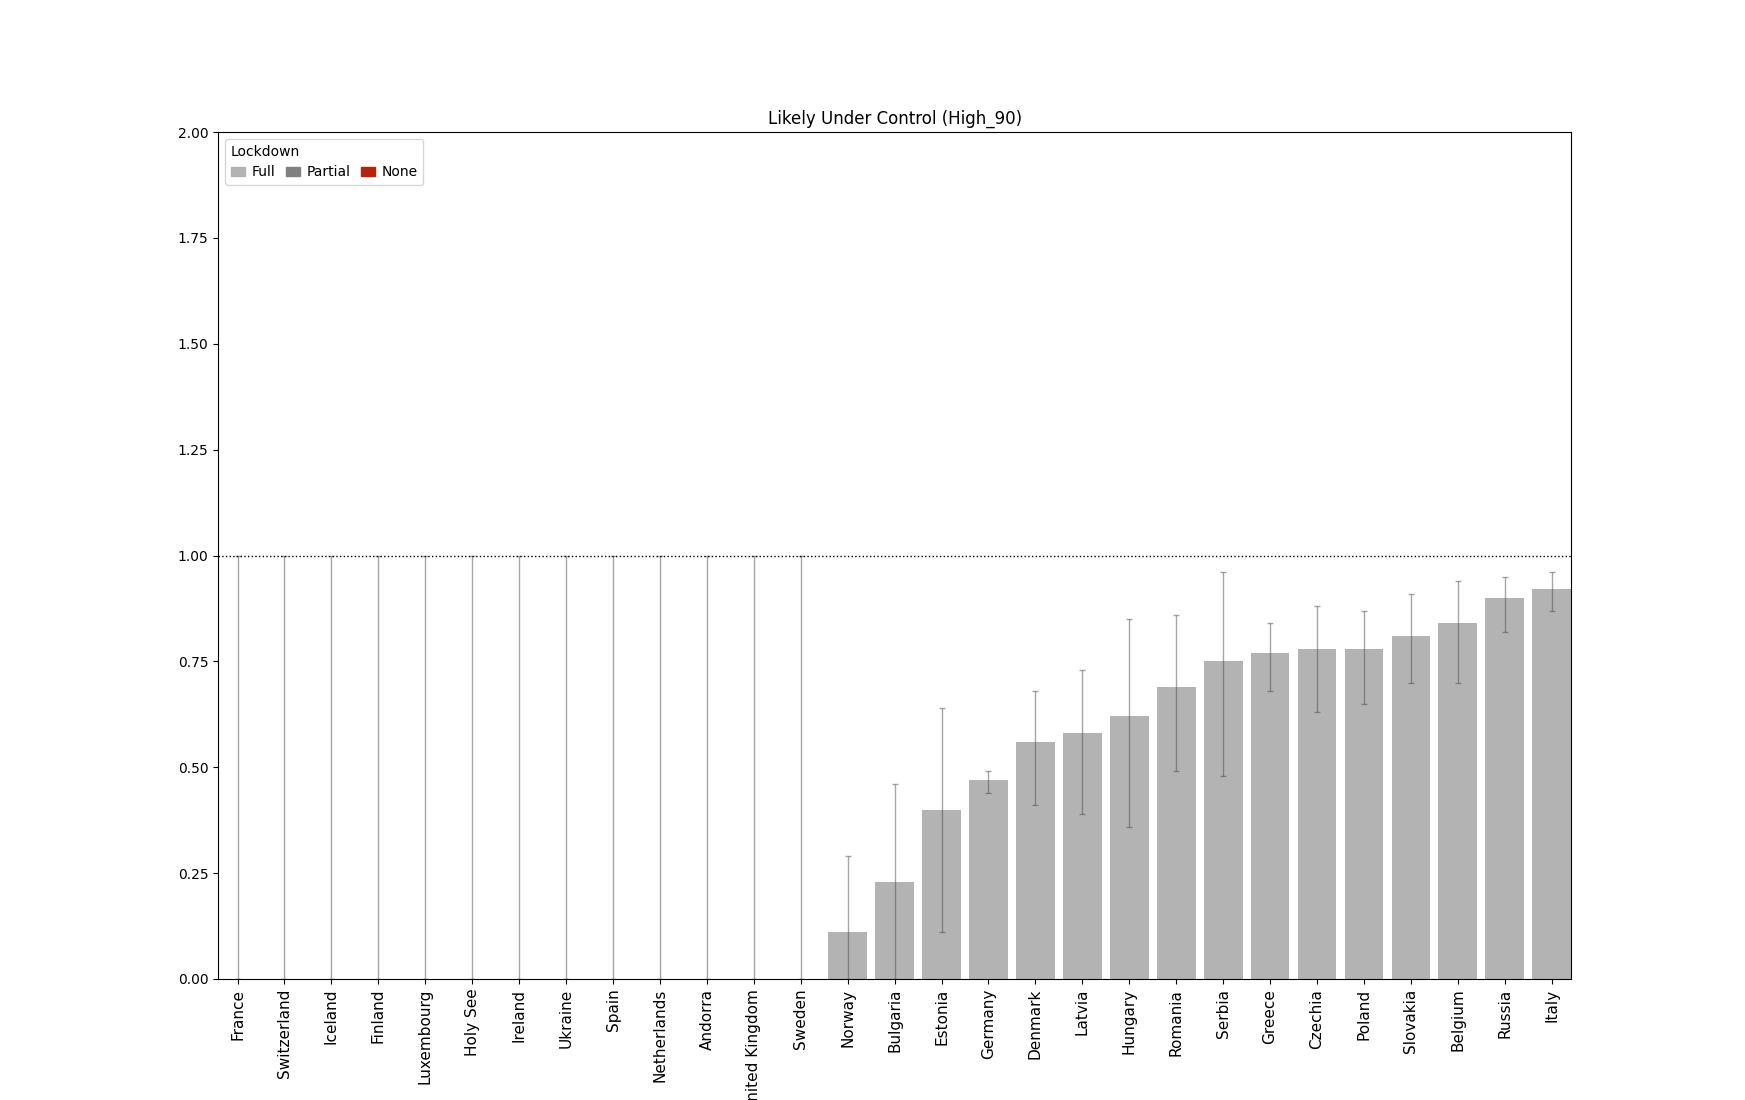 Likely Under Control (High_90)
2.00
Lockdown
Full Partial None
1.75
1.50
1.25
1.00
0.75
0.50
0.25
0.00
France
Switzerland
Iceland
Finland
Luxembourg
Holy See
Ireland
Ukraine
Spain
Netherlands
Andorra
nited Kingdom
Sweden
Norway
Bulgaria
Estonia
Germany
Denmark
Latvia
Hungary
Romania
Serbia
Greece
Czechia
Poland
Slovakia
Belgium
Russia
Italy